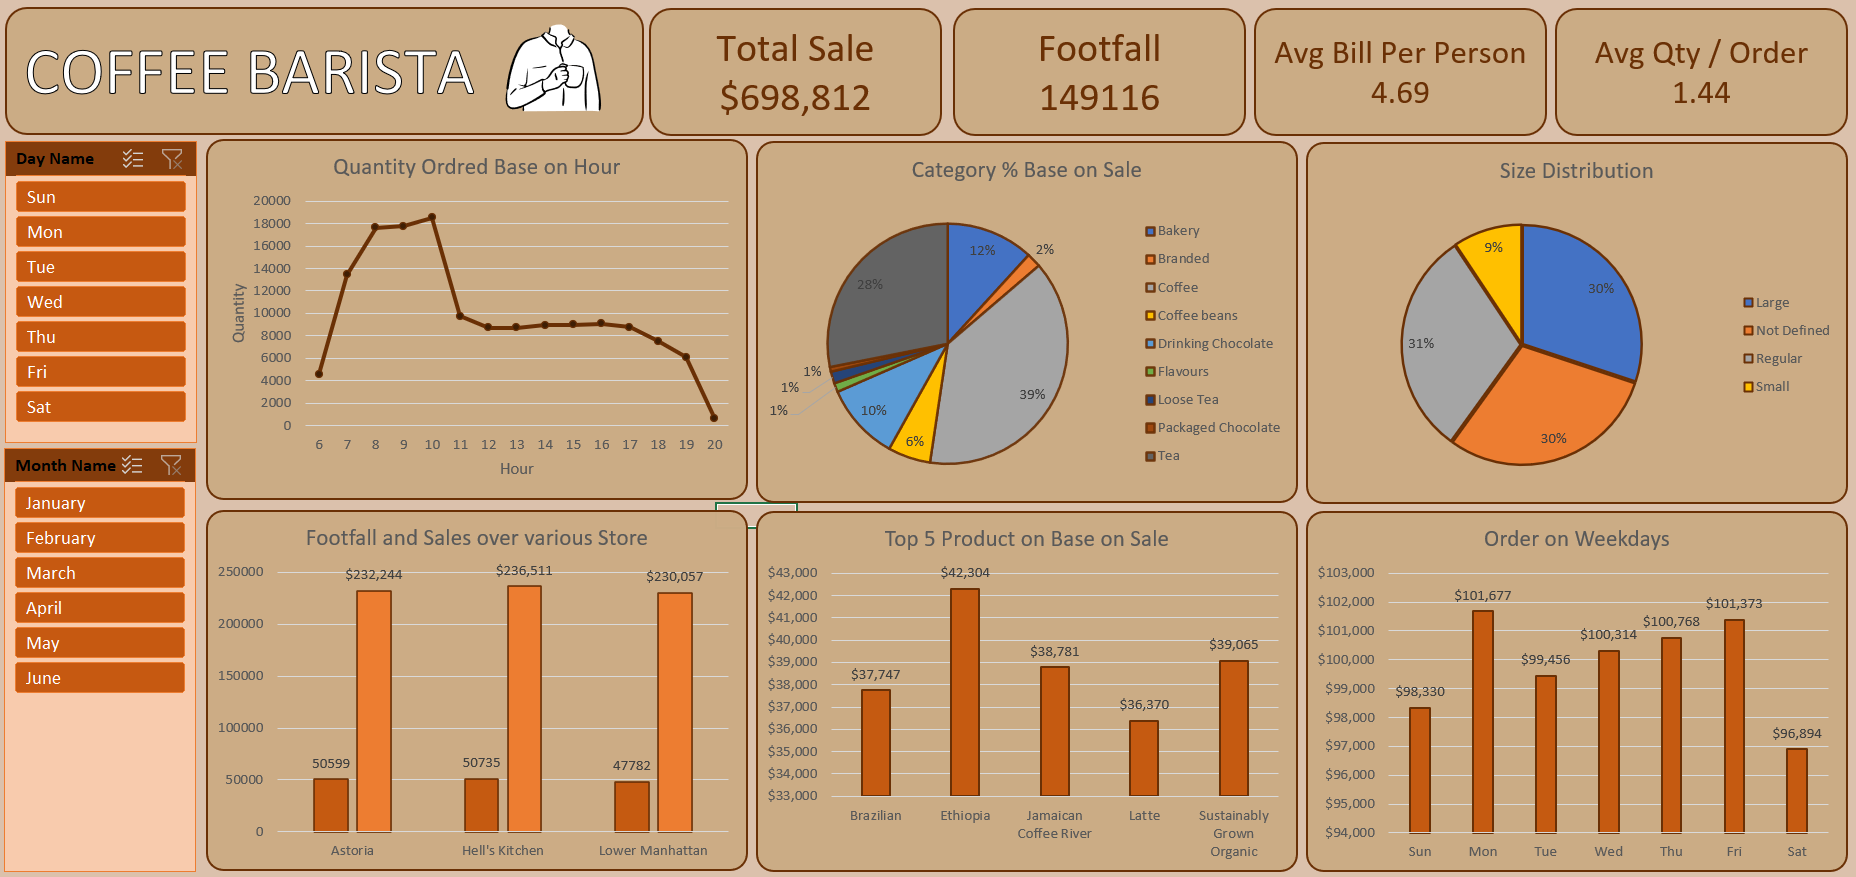 COFFEE BARISTA
Total Sale
$698,812
Footfall
149116
Avg Bill Per Person
4.69
Avg Qty / Order
1.44
Day Name
Sun
Mon
Tue
Wed
Thu
Fri
Sat
Month Name
January
February
March
April
May
June
Quantity Ordred Base on Hour
20000
18000
16000
14000
12000
10000
8000
6000
4000
2000
0
Quantity
6 7 8 9 10 11 12 13 14 15 16 17 18 19 20
Hour
Category % Base on Sale
12%
2%
39%
6%
10%
1%
1%
1%
28%
Bakery
Branded
Coffee
Coffee beans
Drinking Chocolate
Flavours
Loose Tea
Packaged Chocolate
Tea
Size Distribution
30%
30%
31%
9%
Large
Not Defined
Regular
Small
Footfall and Sales over various Store
250000
200000
150000
100000
50000
0
50599
$232,244
50735
$236,511
47782
$230,057
Astoria
Hell's Kitchen
Lower Manhattan
Top 5 Product on Base on Sale
$43,000
$42,000
$41,000
$40,000
$39,000
$38,000
$37,000
$36,000
$35,000
$34,000
$33,000
$37,747
$42,304
$38,781
$36,370
$39,065
Brazilian
Ethiopia
Jamaican
Coffee River
Latte
Sustainably
Grown
Organic
Order on Weekdays
$103,000
$102,000
$101,000
$100,000
$99,000
$98,000
$97,000
$96,000
$95,000
$94,000
$98,330
$101,677
$99,456
$100,314
$100,768
$101,373
$96,894
Sun Mon Tue Wed Thu Fri Sat